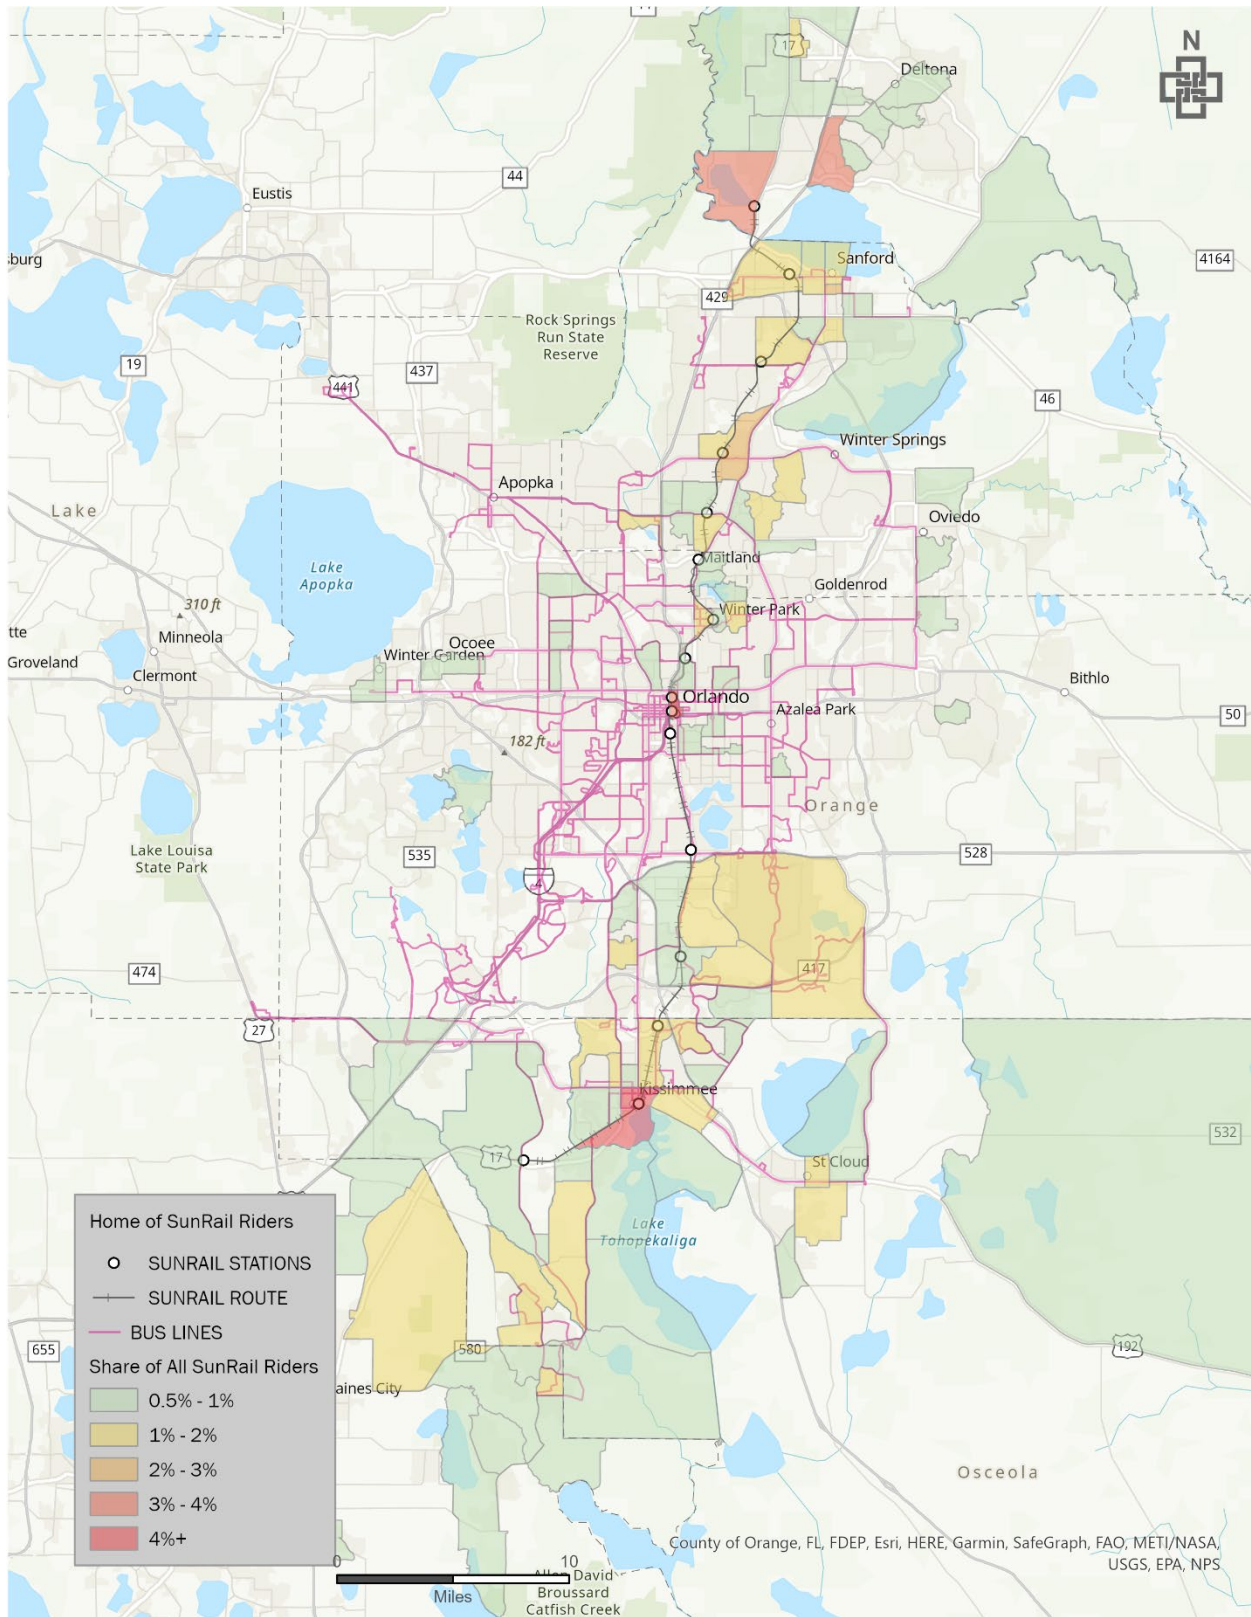 44
N
17
Deltona
44
Eustis
sburg
Sanford
4164
429
Rock Springs
Run State
Reserve
19
437
441
46
Winter Springs
Apopka
Lake
Oviedo
Maitland
Lake
Apopka
Goldenrod
310 ft
Winter Park
tte
Minneola
Ocoee
Groveland
Winter Garden
Clermont
Bithlo
Orlando
Azalea Park
50
182 ft
Orange
Lake Louisa
State Park
535
528
4
474
417
27
Kissimmee
532
17
St Cloud
Lake
Tohopekaliga
Home of SunRail Riders
SUNRAIL STATIONS
SUNRAIL ROUTE
BUS LINES
Share of All SunRail Riders
0.5% - 1%
1% - 2%
2% - 3%
3% - 4%
4%+
655
580
192
aines City
Osceola
County of Orange, FL, FDEP, Esri, HERE, Garmin, SafeGraph, FAO, METI/NASA,
USGS, EPA, NPS
0 10
Miles
Allen David
Broussard
Catfish Creek